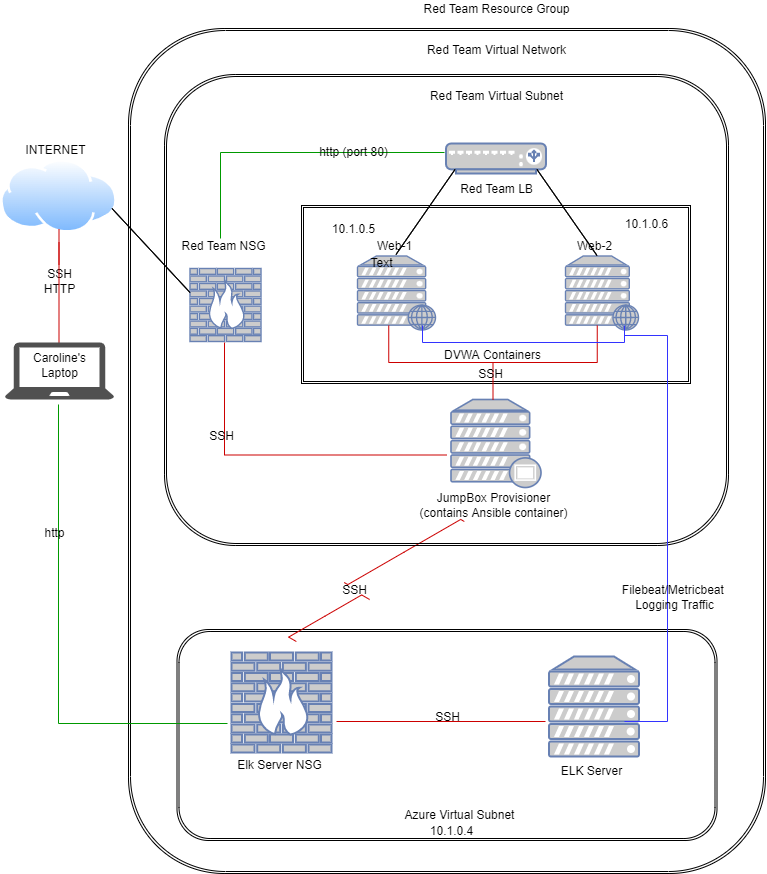 Red Team Resource Group
Red Team Virtual Network
Red Team Virtual Subnet
INTERNET
http (port 80)
Red Team LB
10.1.0.5
10.1.0.6
Red Team NSG
Web-1
Web-2
Text
SSH
HTTP
Caroline's
Laptop
DVWA Containers
SSH
SSH
JumpBox Provisioner
(contains Ansible container)
http
SSH
Filebeat/Metricbeat
Logging Traffic
SSH
Elk Server NSG
ELK Server
Azure Virtual Subnet
10.1.0.4